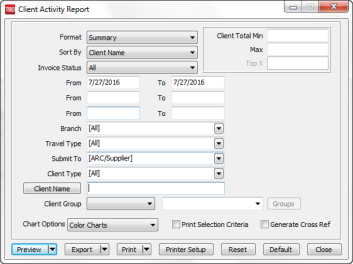 TBO Client Activity Report
Format Summary Client Total Min
Sort By Client Name Max
Invoice Status All Top X
From 7/27/2016 To 7/27/2016
From To
From To
Branch [All]
Travel Type [All]
Submit To [ARC/Supplier]
Client Type [All]
Client Name
Client Group Groups
Chart Options Color Charts Print Selection Criteria Generate Cross Ref
Preview Export Print Printer Setup Reset Default Close